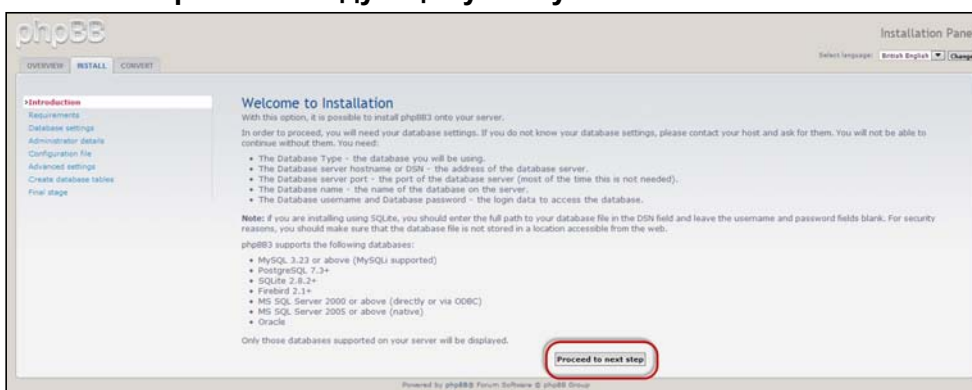 phpBB
Installation Pane
Select language: British English Change
OVERVIEW INSTALL CONVERT
Introduction
Requirements
Database settings
Administrator details
Configuration file
Advanced settings
Create database tables
Final stage
Welcome to Installation
With this option, it is possible to install phpBB3 onto your server.
In order to proceed, you will need your database settings. If you do not know your database settings, please contact your host and ask for them. You will not be able to
continue without them. You need:
• The Database Type - the database you will be using.
• The Database server hostname or DSN - the address of the database server.
• The Database server port - the port of the database server (most of the time this is not needed).
• The Database name - the name of the database on the server.
• The Database username and Database password - the login data to access the database.
Note: if you are installing using SQLite, you should enter the full path to your database file in the DSN field and leave the username and password fields blank. For security
reasons, you should make sure that the database file is not stored in a location accessible from the web.
phpBB3 supports the following databases:
• MySQL 3.23 or above (MySQLi supported)
• PostgreSQL 7.3+
• SQLite 2.8.2+
• Firebird 2.1+
• MS SQL Server 2000 or above (directly or via ODBC)
• MS SQL Server 2005 or above (native)
• Oracle
Only those databases supported on your server will be displayed.
Proceed to next step
Powered by phpBB® Forum Software © phpBB Group